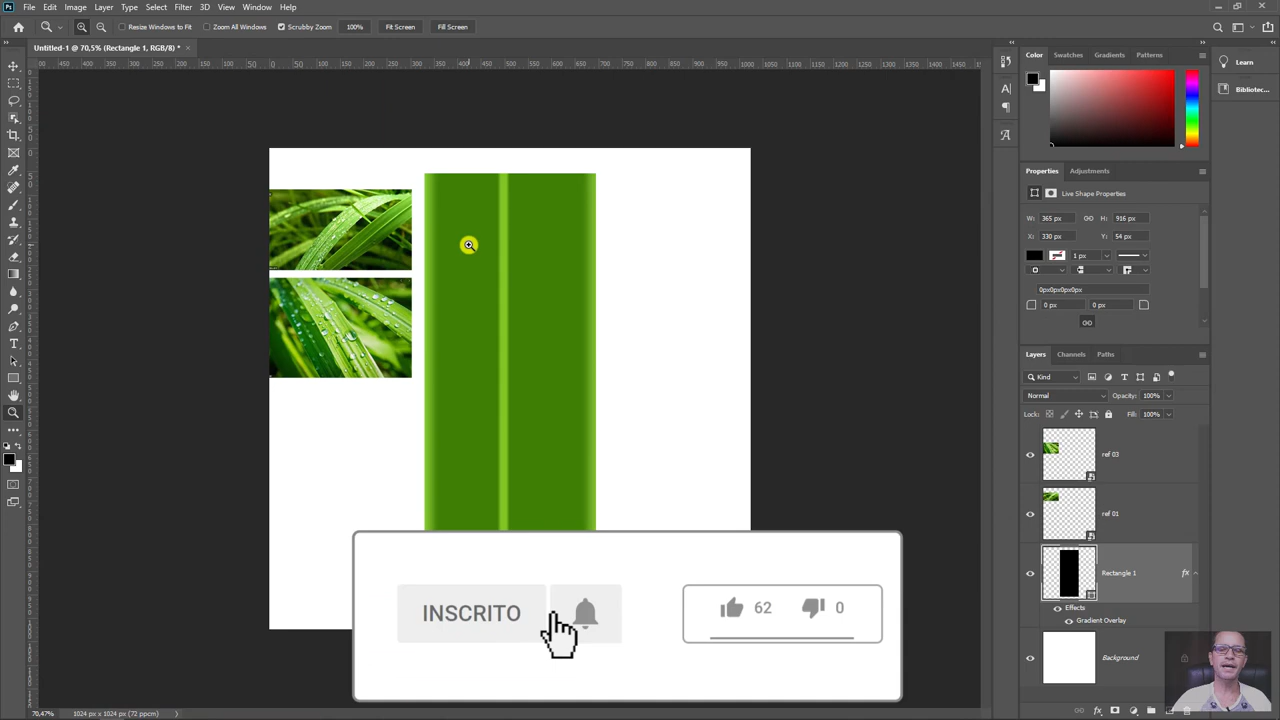 Ps File Edit Image Layer Type Select Filter 3D View Window Help
Resize Windows to Fit Zoom All Windows Scrubby Zoom 100% Fit Screen Fill Screen
Untitled-1 @ 70,5% (Rectangle 1, RGB/8) *
Color Swatches Gradients Patterns
Learn
Bibliotec...
Properties Adjustments
Live Shape Properties
W: 365 px H: 916 px
X: 330 px Y: 54 px
1 px
0px0px0px0px
0 px 0 px
Layers Channels Paths
Kind
Normal Opacity: 100%
Lock: Fill: 100%
ref 03
ref 01
Rectangle 1 fx
Effects
Gradient Overlay
Background
INSCRITO 62 0
70,47% 1024 px x 1024 px (72 ppcm)